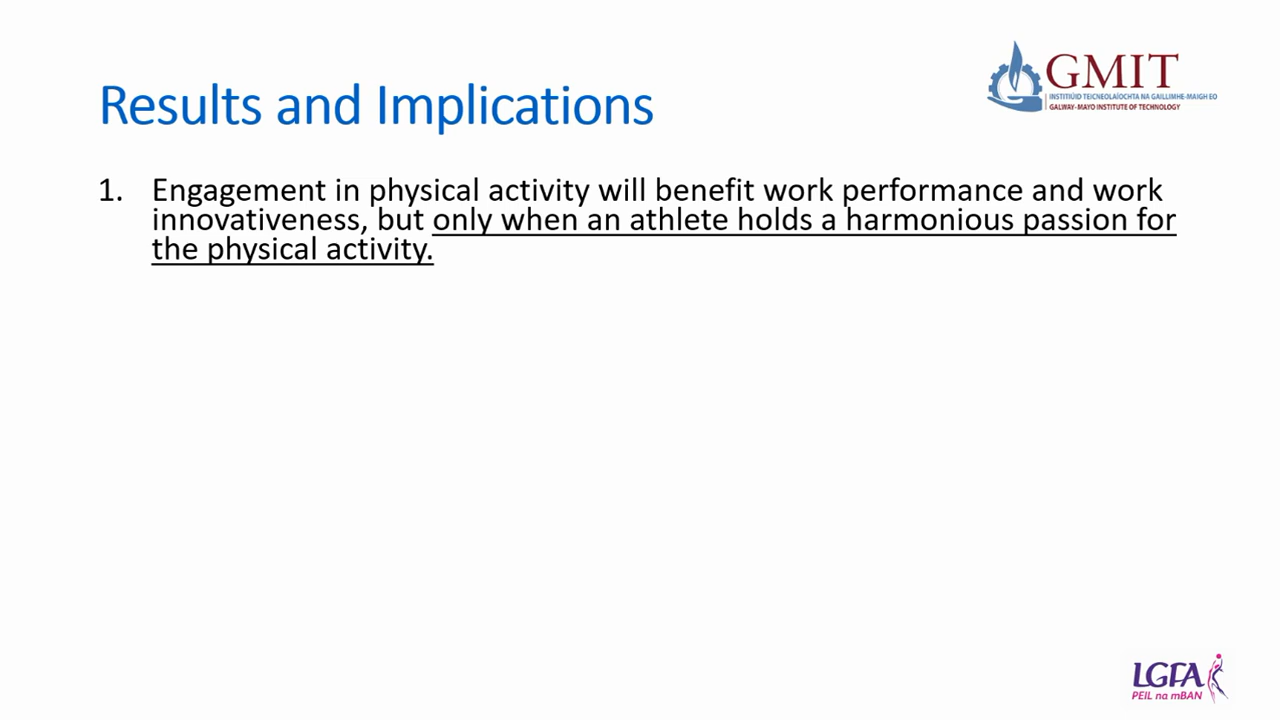 GMIT
INSTITIÚID TEICNEOLAÍOCHTA NA GAILLIMHE-MAIGH EO
GALWAY-MAYO INSTITUTE OF TECHNOLOGY
Results and Implications
1. Engagement in physical activity will benefit work performance and work
innovativeness, but only when an athlete holds a harmonious passion for
the physical activity.
LGFA
PEIL na mBAN